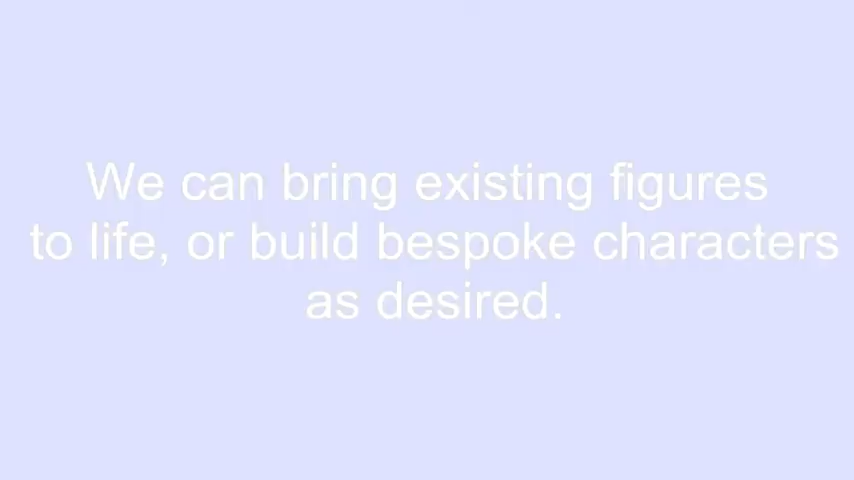 We can bring existing figures
to life, or build bespoke characters
as desired.